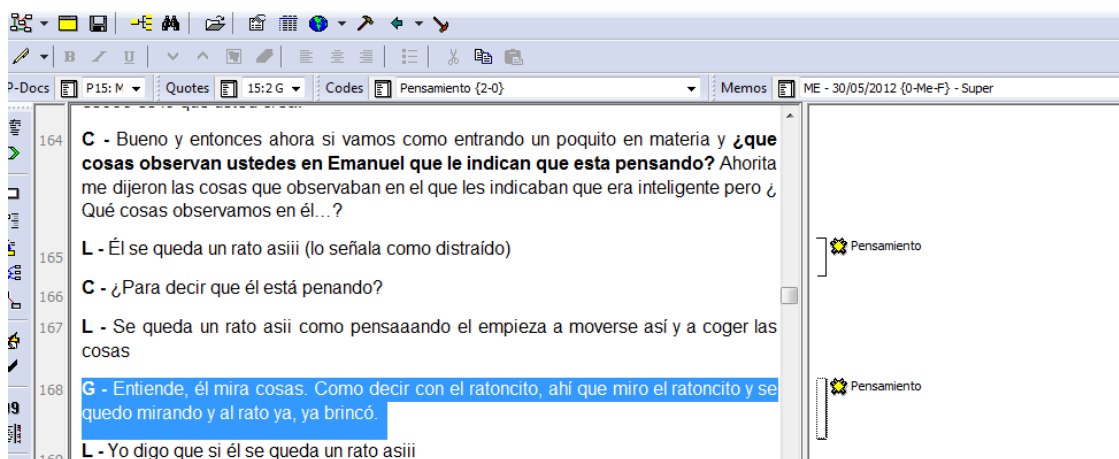 B I U
P-Docs P15: M Quotes 15:2 G Codes Pensamiento {2-0} Memos ME - 30/05/2012 {0-Me-F} - Super
164 C - Bueno y entonces ahora si vamos como entrando un poquito en materia y ¿que
cosas observan ustedes en Emanuel que le indican que esta pensando? Ahorita
me dijeron las cosas que observaban en el que les indicaban que era inteligente pero ¿
Qué cosas observamos en él…?
165 L - Él se queda un rato asiii (lo señala como distraído)
Pensamiento
166 C - ¿Para decir que él está penando?
167 L - Se queda un rato asii como pensaaando el empieza a moverse así y a coger las
cosas
168 G - Entiende, él mira cosas. Como decir con el ratoncito, ahí que miro el ratoncito y se
quedo mirando y al rato ya, ya brincó.
Pensamiento
L - Yo digo que si él se queda un rato asiii